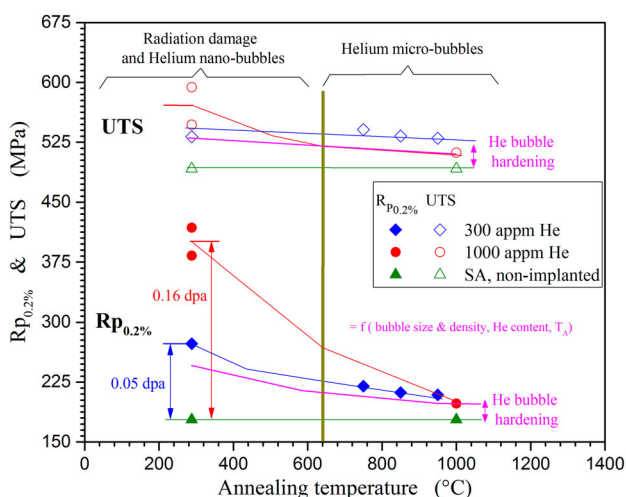 Radiation damage
and Helium nano-bubbles
Helium micro-bubbles
UTS
He bubble
hardening
Rp0.2% UTS
300 appm He
1000 appm He
SA, non-implanted
0.16 dpa
Rp0.2%
= f ( bubble size & density, He content, TA)
0.05 dpa
He bubble
hardening
Rp0.2% & UTS (MPa)
675
600
525
450
375
300
225
150
0 200 400 600 800 1000 1200 1400
Annealing temperature (°C)